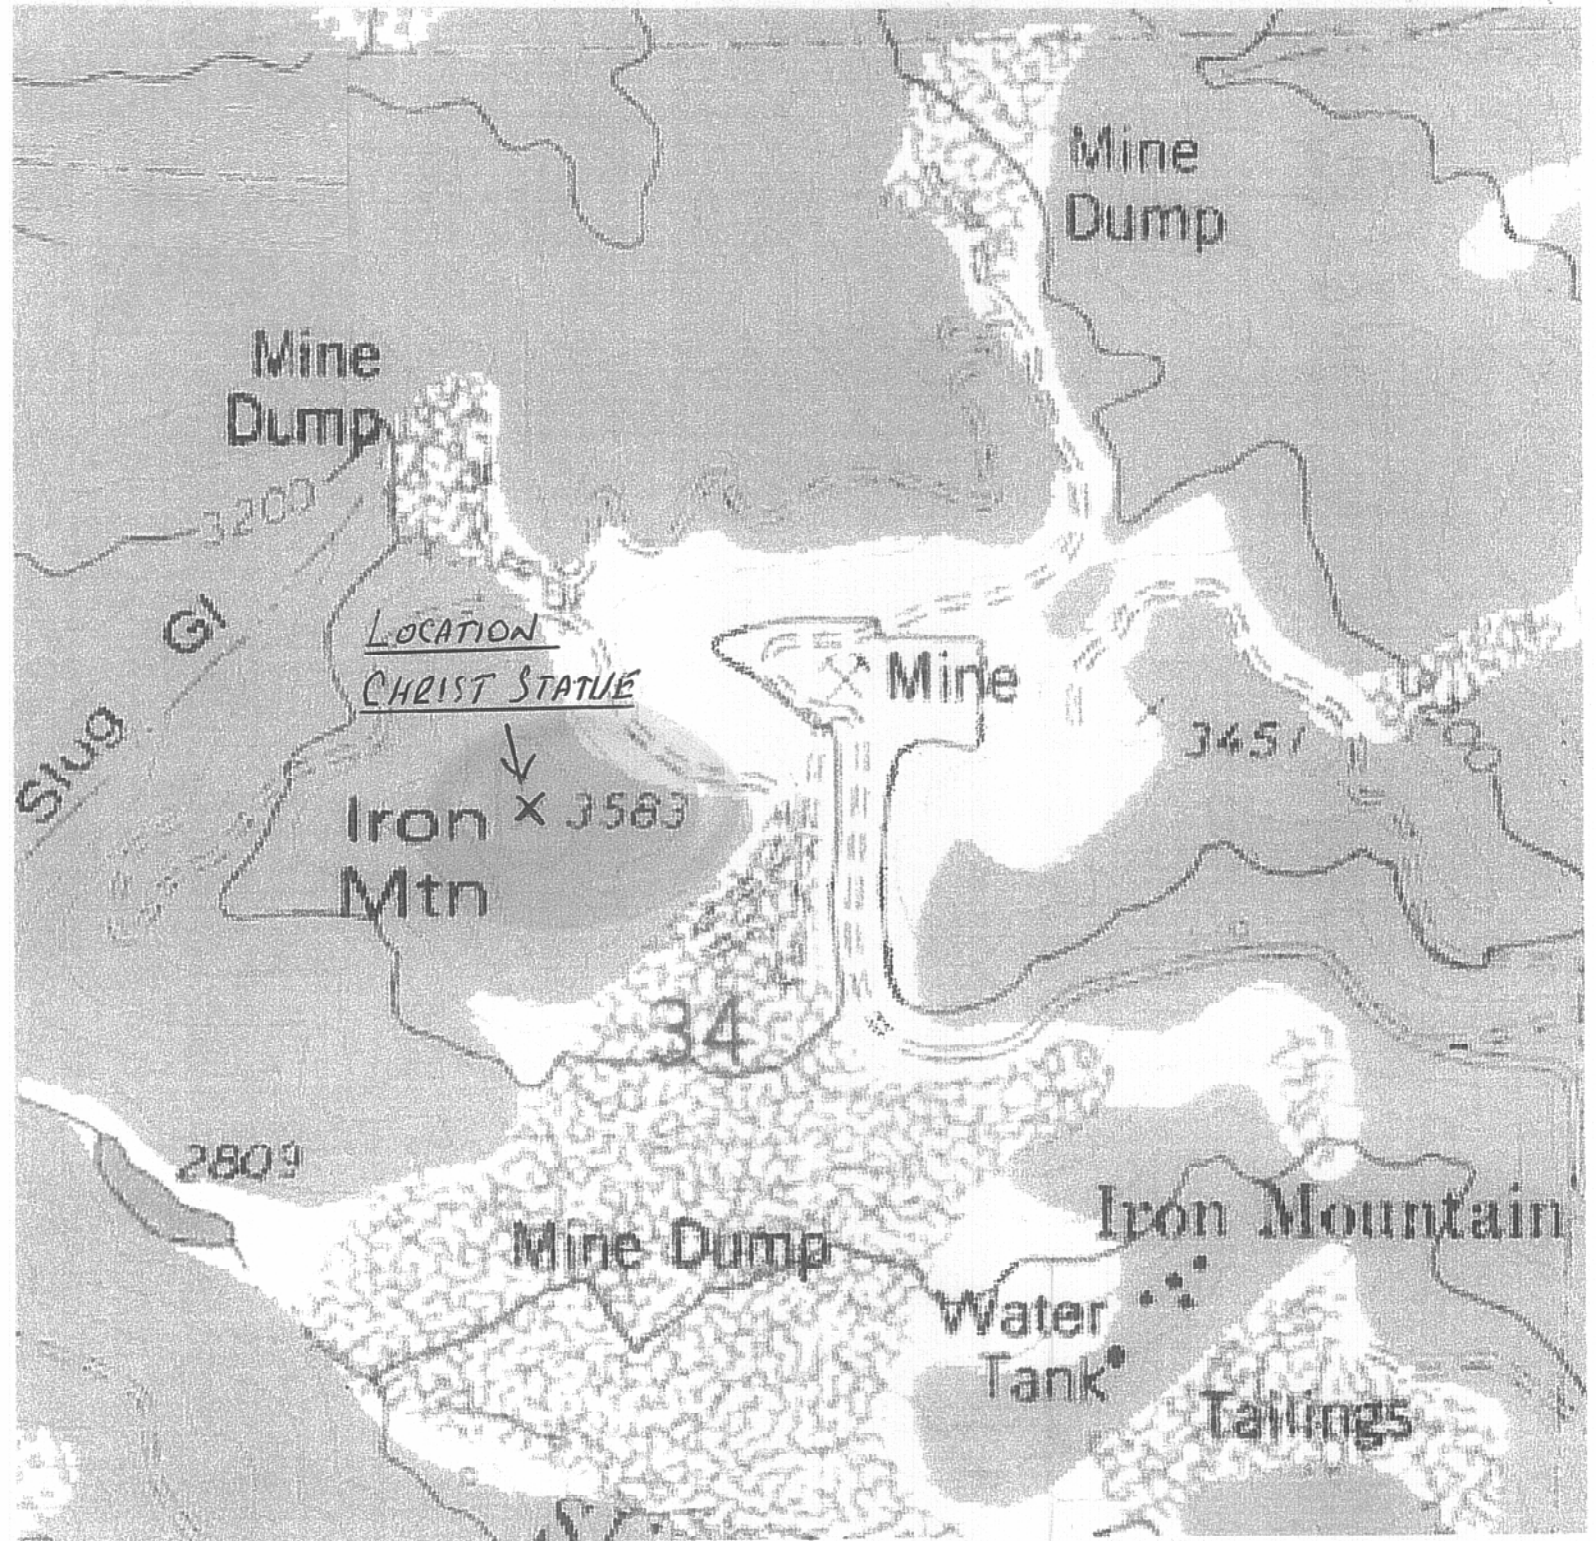 Mine
Dump
Mine
Dump
3200
Slug Gl
LOCATION
CHRIST STATUE
Mine
3451
Iron X 3583
Mtn
34
2809
Iron Mountain
Mine Dump
Water
Tank
Tailings